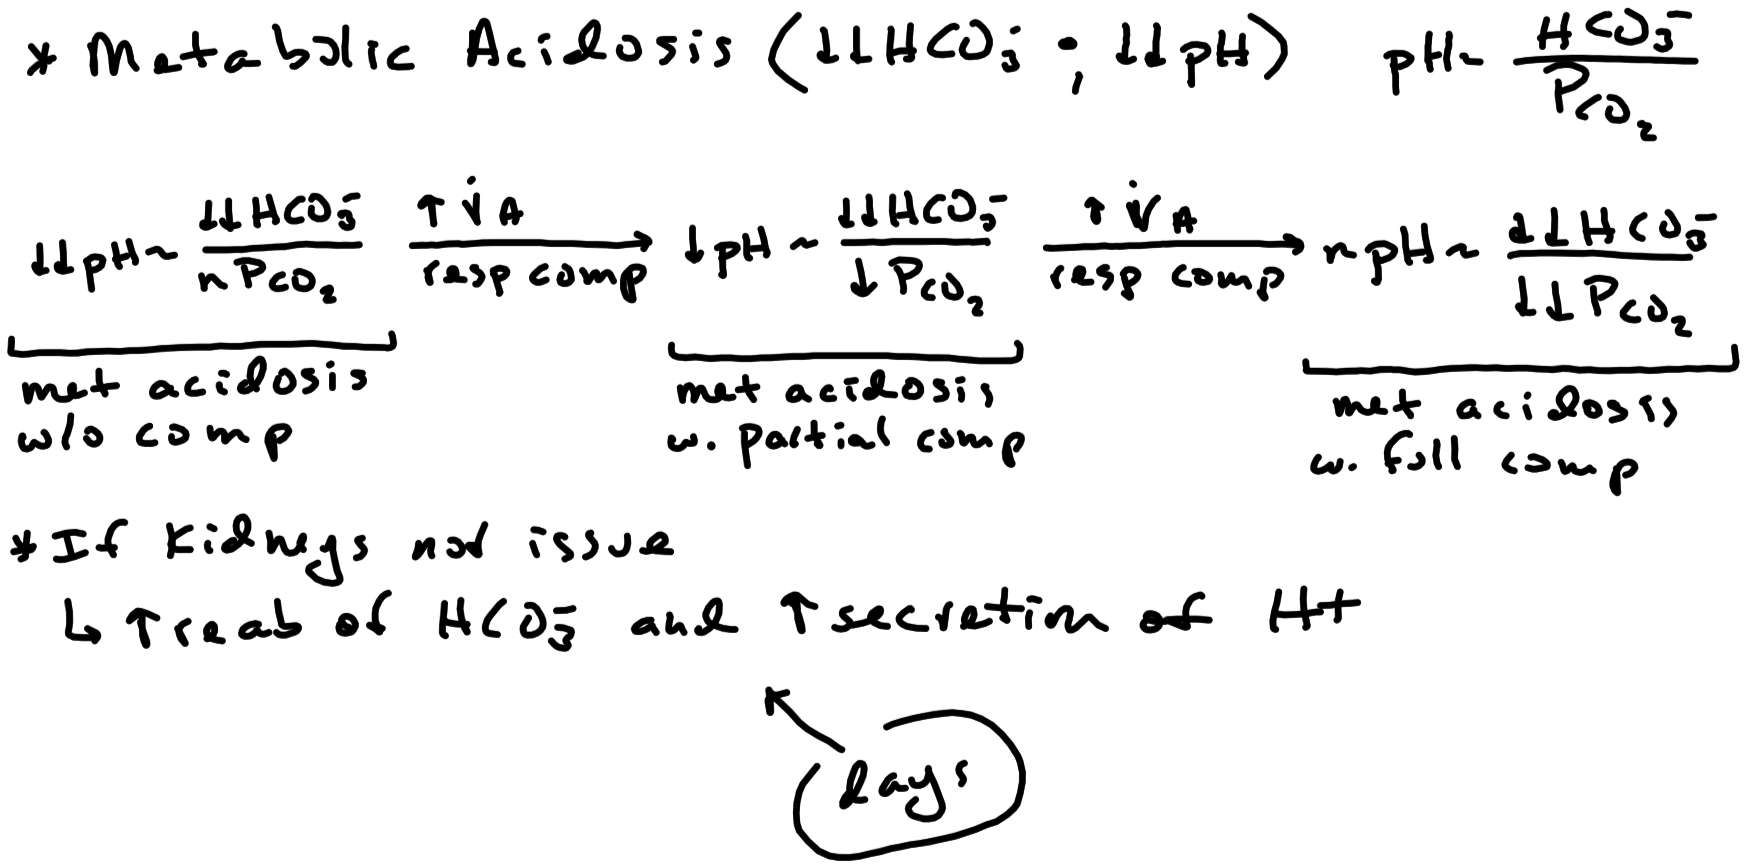 * Metabolic Acidosis (↓↓HCO₃⁻ ; ↓↓pH) pH ~ HCO₃⁻ / PCO₂
↓↓pH ~ ↓↓HCO₃⁻ / n PCO₂ ↑ V̇A resp comp → ↓pH ~ ↓↓HCO₃⁻ / ↓ PCO₂ ↑ V̇A resp comp → n pH ~ ↓↓HCO₃⁻ / ↓↓PCO₂
met acidosis met acidosis met acidosis
w/o comp w. partial comp w. full comp
* If kidneys not issue
↳ ↑reab of HCO₃⁻ and ↑secretion of H+
days